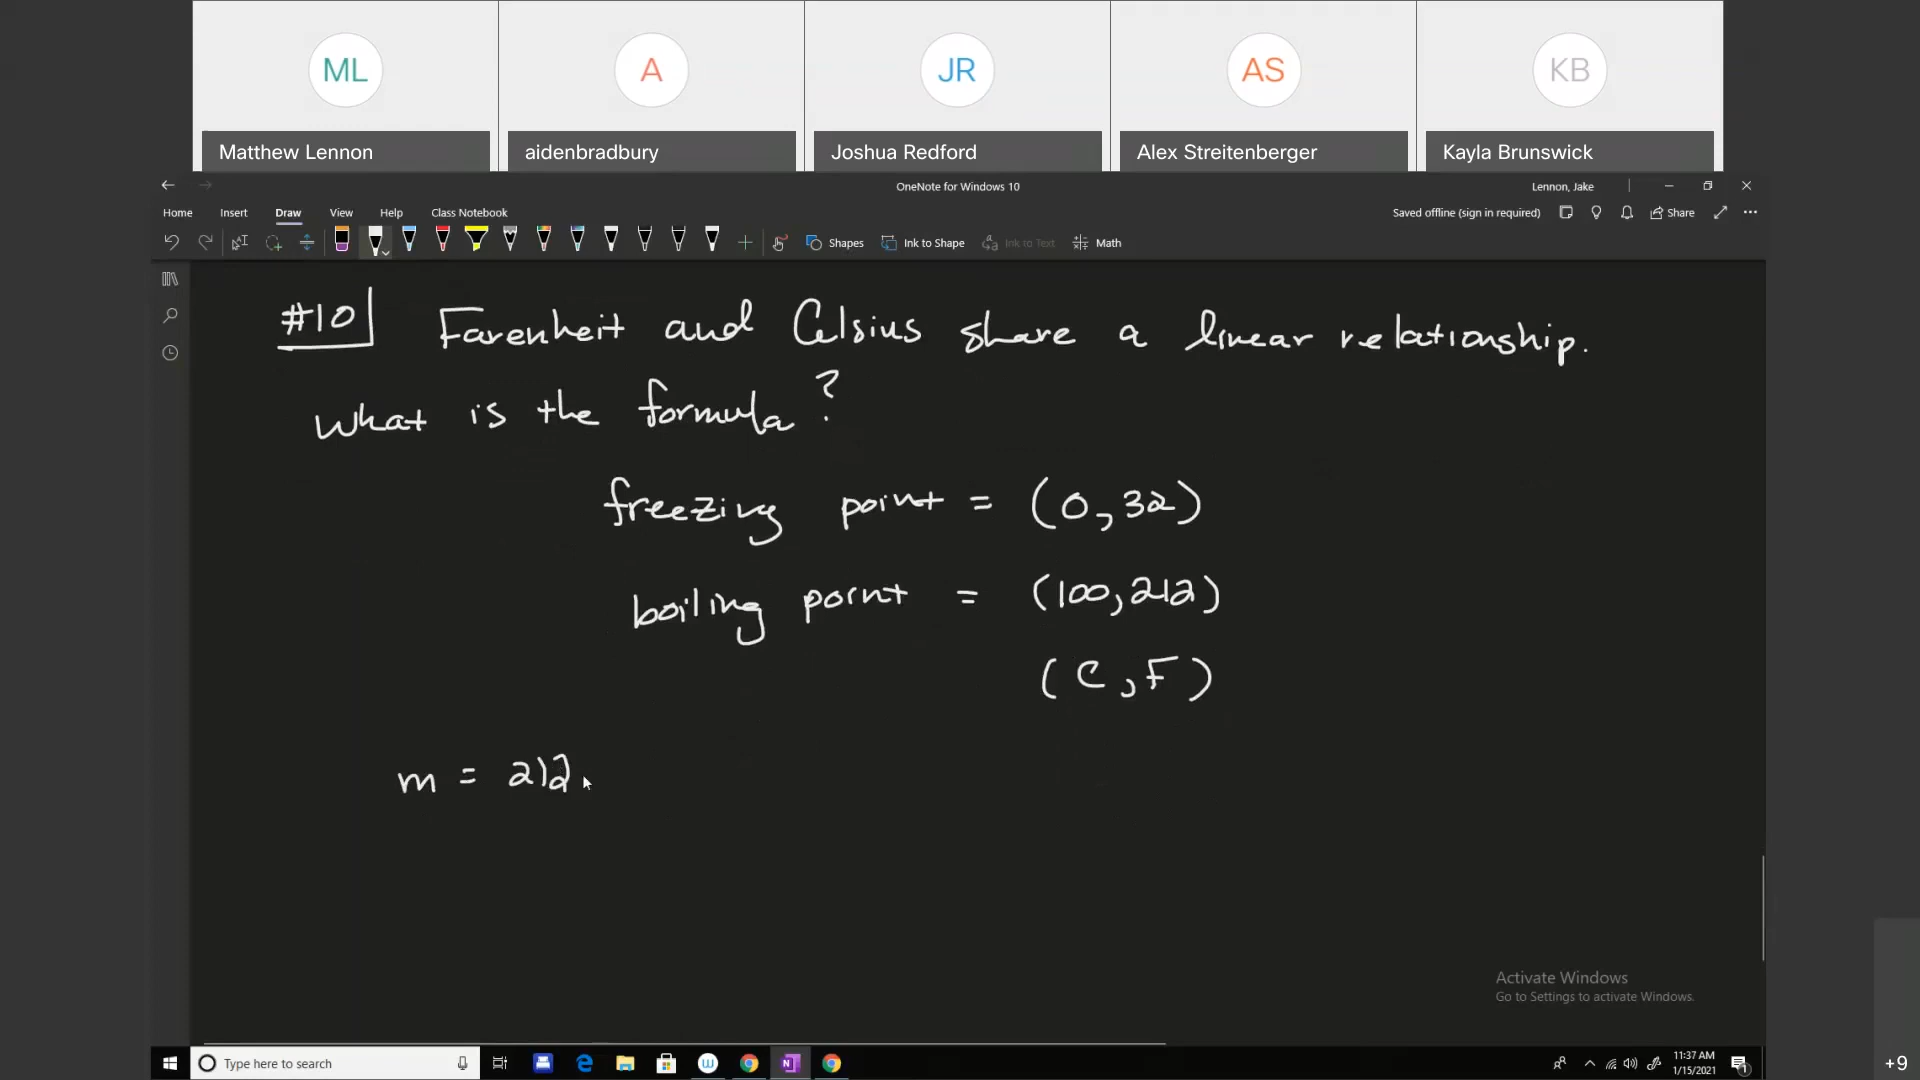 ML A JR AS KB
Matthew Lennon aidenbradbury Joshua Redford Alex Streitenberger Kayla Brunswick
OneNote for Windows 10 Lennon, Jake
Home Insert Draw View Help Class Notebook Saved offline (sign in required) Share
Shapes Ink to Shape Ink to Text Math
#10 Farenheit and Celsius share a linear relationship.
What is the formula?
freezing point = (0,32)
boiling point = (100,212)
(C,F)
m = 212
Activate Windows
Go to Settings to activate Windows.
Type here to search
11:37 AM
1/15/2021
+9